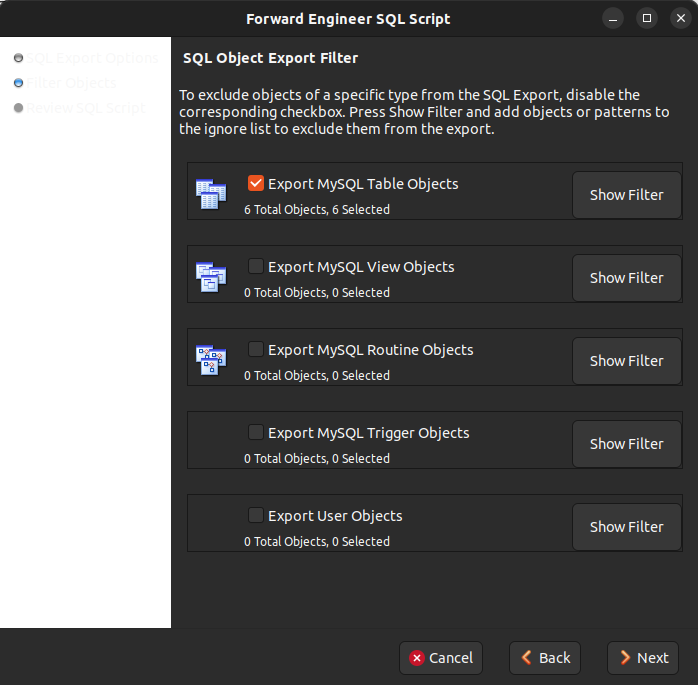 Forward Engineer SQL Script
SQL Export Options
Filter Objects
Review SQL Script
SQL Object Export Filter
To exclude objects of a specific type from the SQL Export, disable the
corresponding checkbox. Press Show Filter and add objects or patterns to
the ignore list to exclude them from the export.
Export MySQL Table Objects
6 Total Objects, 6 Selected
Show Filter
Export MySQL View Objects
0 Total Objects, 0 Selected
Show Filter
Export MySQL Routine Objects
0 Total Objects, 0 Selected
Show Filter
Export MySQL Trigger Objects
0 Total Objects, 0 Selected
Show Filter
Export User Objects
0 Total Objects, 0 Selected
Show Filter
Cancel
Back
Next